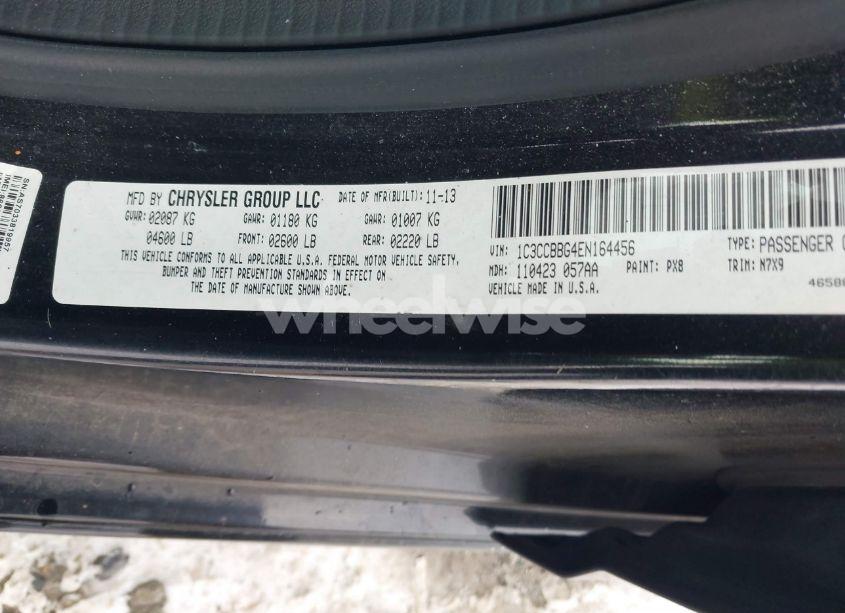 MFD BY CHRYSLER GROUP LLC DATE OF MFR(BUILT): 11-13
GVWR: 02087 KG GAWR: 01180 KG GAWR: 01007 KG
04600 LB FRONT: 02600 LB REAR: 02220 LB
THIS VEHICLE CONFORMS TO ALL APPLICABLE U.S.A. FEDERAL MOTOR VEHICLE SAFETY,
BUMPER AND THEFT PREVENTION STANDARDS IN EFFECT ON
THE DATE OF MANUFACTURE SHOWN ABOVE.
VIN: 1C3CCBBG4EN164456 TYPE: PASSENGER
MDH: 110423 057AA PAINT: PX8 TRIM: N7X9
VEHICLE MADE IN U.S.A.
SN:AS7033819957
wheelwise